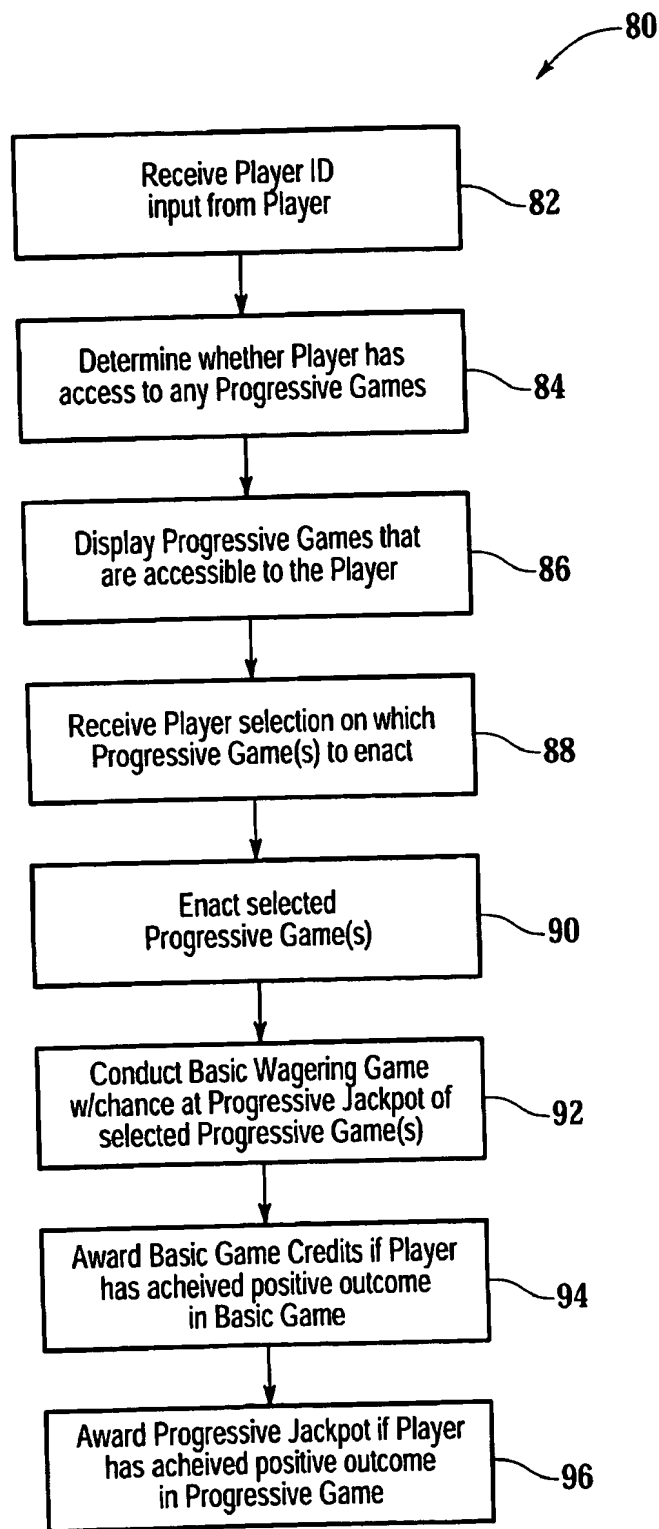 80
Receive Player ID
input from Player
82
Determine whether Player has
access to any Progressive Games
84
Display Progressive Games that
are accessible to the Player
86
Receive Player selection on which
Progressive Game(s) to enact
88
Enact selected
Progressive Game(s)
90
Conduct Basic Wagering Game
w/chance at Progressive Jackpot of
selected Progressive Game(s)
92
Award Basic Game Credits if Player
has acheived positive outcome
in Basic Game
94
Award Progressive Jackpot if Player
has acheived positive outcome
in Progressive Game
96